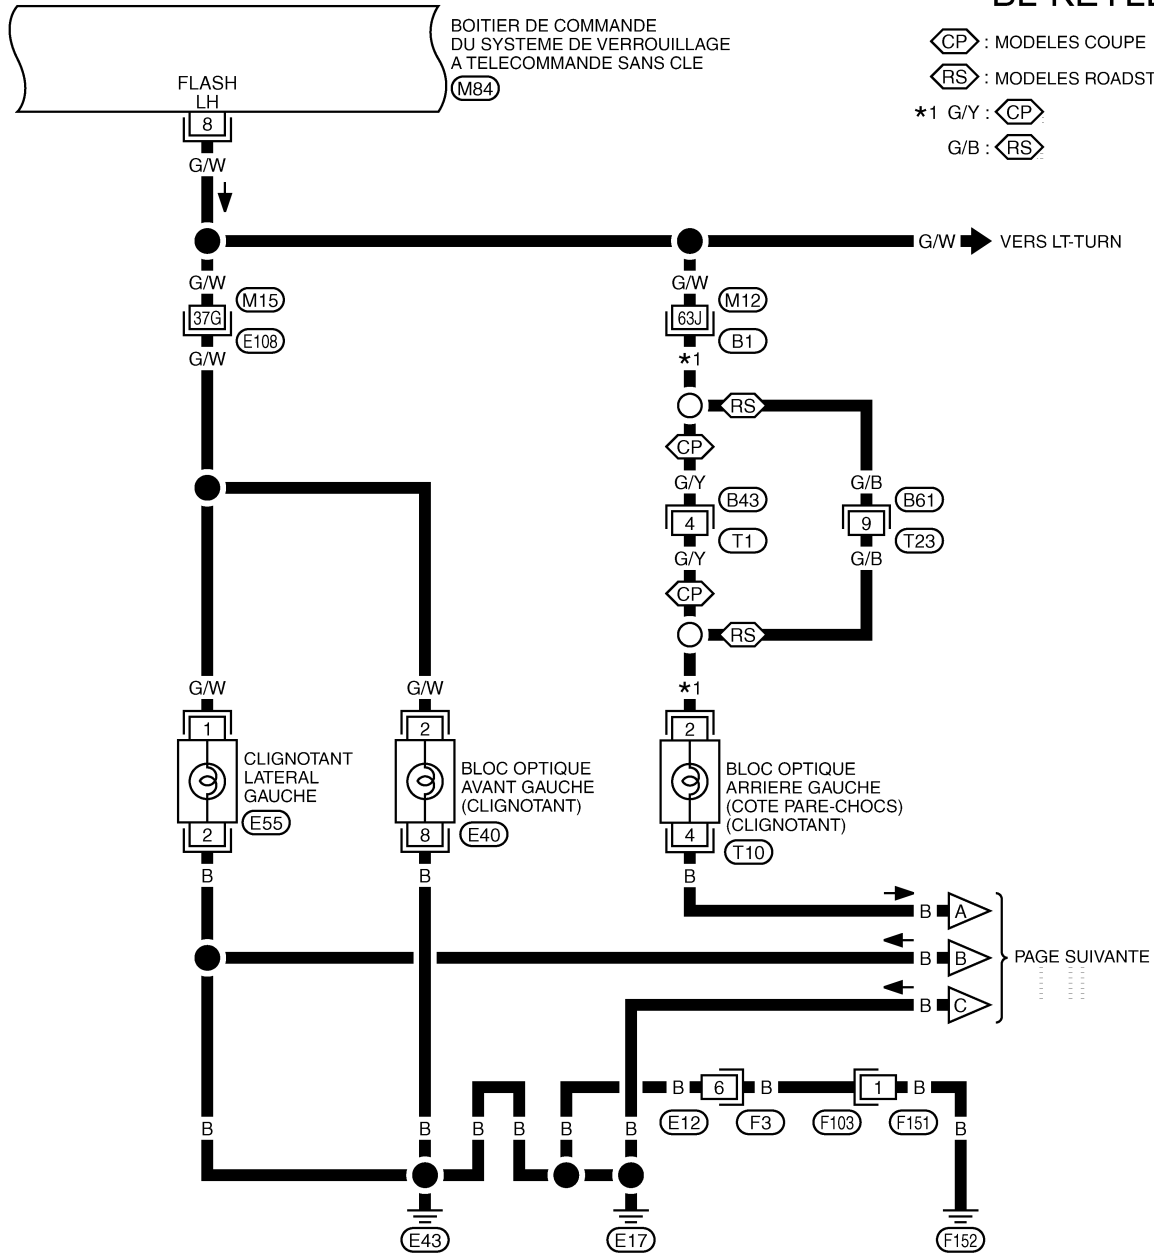 BOITIER DE COMMANDE
DU SYSTEME DE VERROUILLAGE
A TELECOMMANDE SANS CLE
M84
CP : MODELES COUPE
RS : MODELES ROADST
*1 G/Y : CP
G/B : RS
FLASH
LH
8
G/W
G/W VERS LT-TURN
G/W
M15
37G
E108
G/W
G/W
M12
63J
B1
*1
RS
CP
G/Y
G/B
B43
4
T1
B61
9
T23
G/Y
G/B
CP
RS
G/W
G/W
*1
1
2
2
CLIGNOTANT
LATERAL
GAUCHE
E55
2
BLOC OPTIQUE
AVANT GAUCHE
(CLIGNOTANT)
E40
8
BLOC OPTIQUE
ARRIERE GAUCHE
(COTE PARE-CHOCS)
(CLIGNOTANT)
T10
4
B
B
B
B A
B B
B C
PAGE SUIVANTE
B 6 B 1 B
E12 F3 F103 F151
B B B B B B B
E43 E17 F152